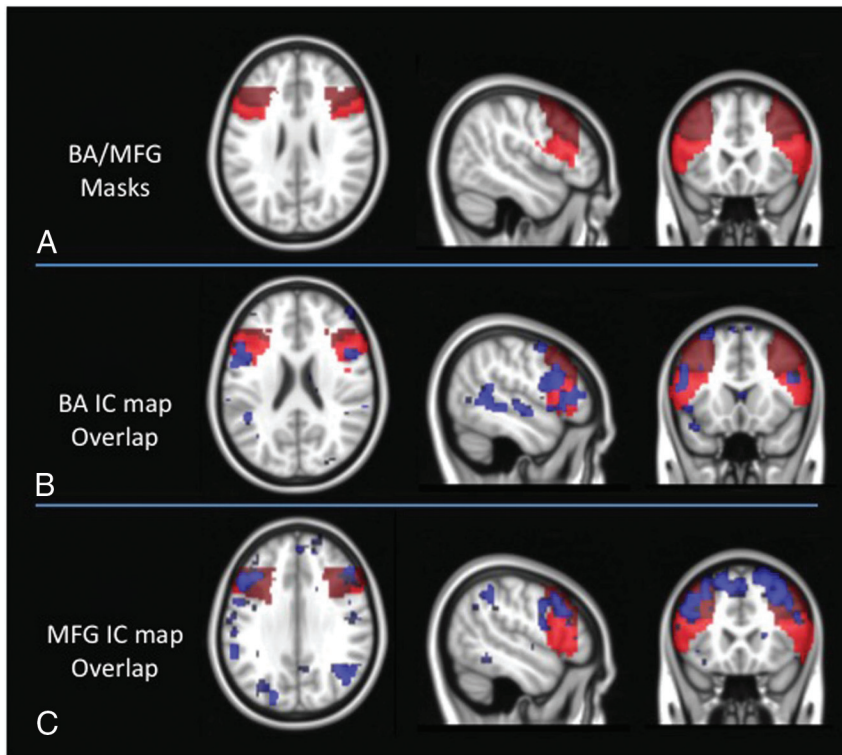 BA/MFG
Masks
A
BA IC map
Overlap
B
MFG IC map
Overlap
C